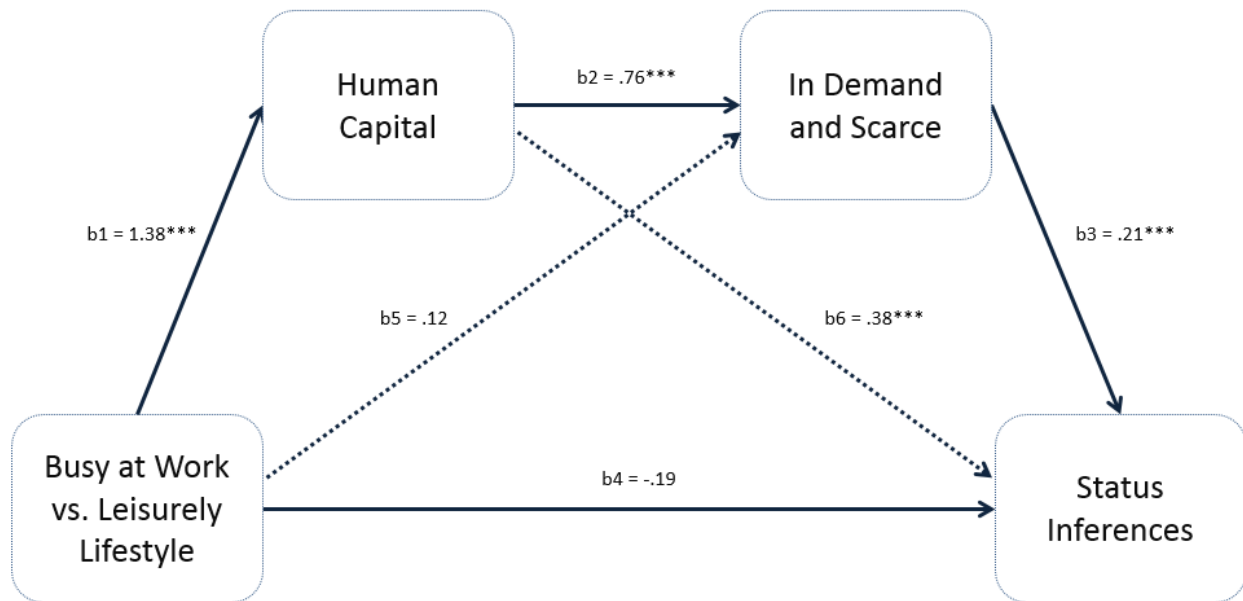 Human
Capital
b2 = .76***
In Demand
and Scarce
b1 = 1.38***
b3 = .21***
b5 = .12
b6 = .38***
Busy at Work
vs. Leisurely
Lifestyle
b4 = -.19
Status
Inferences